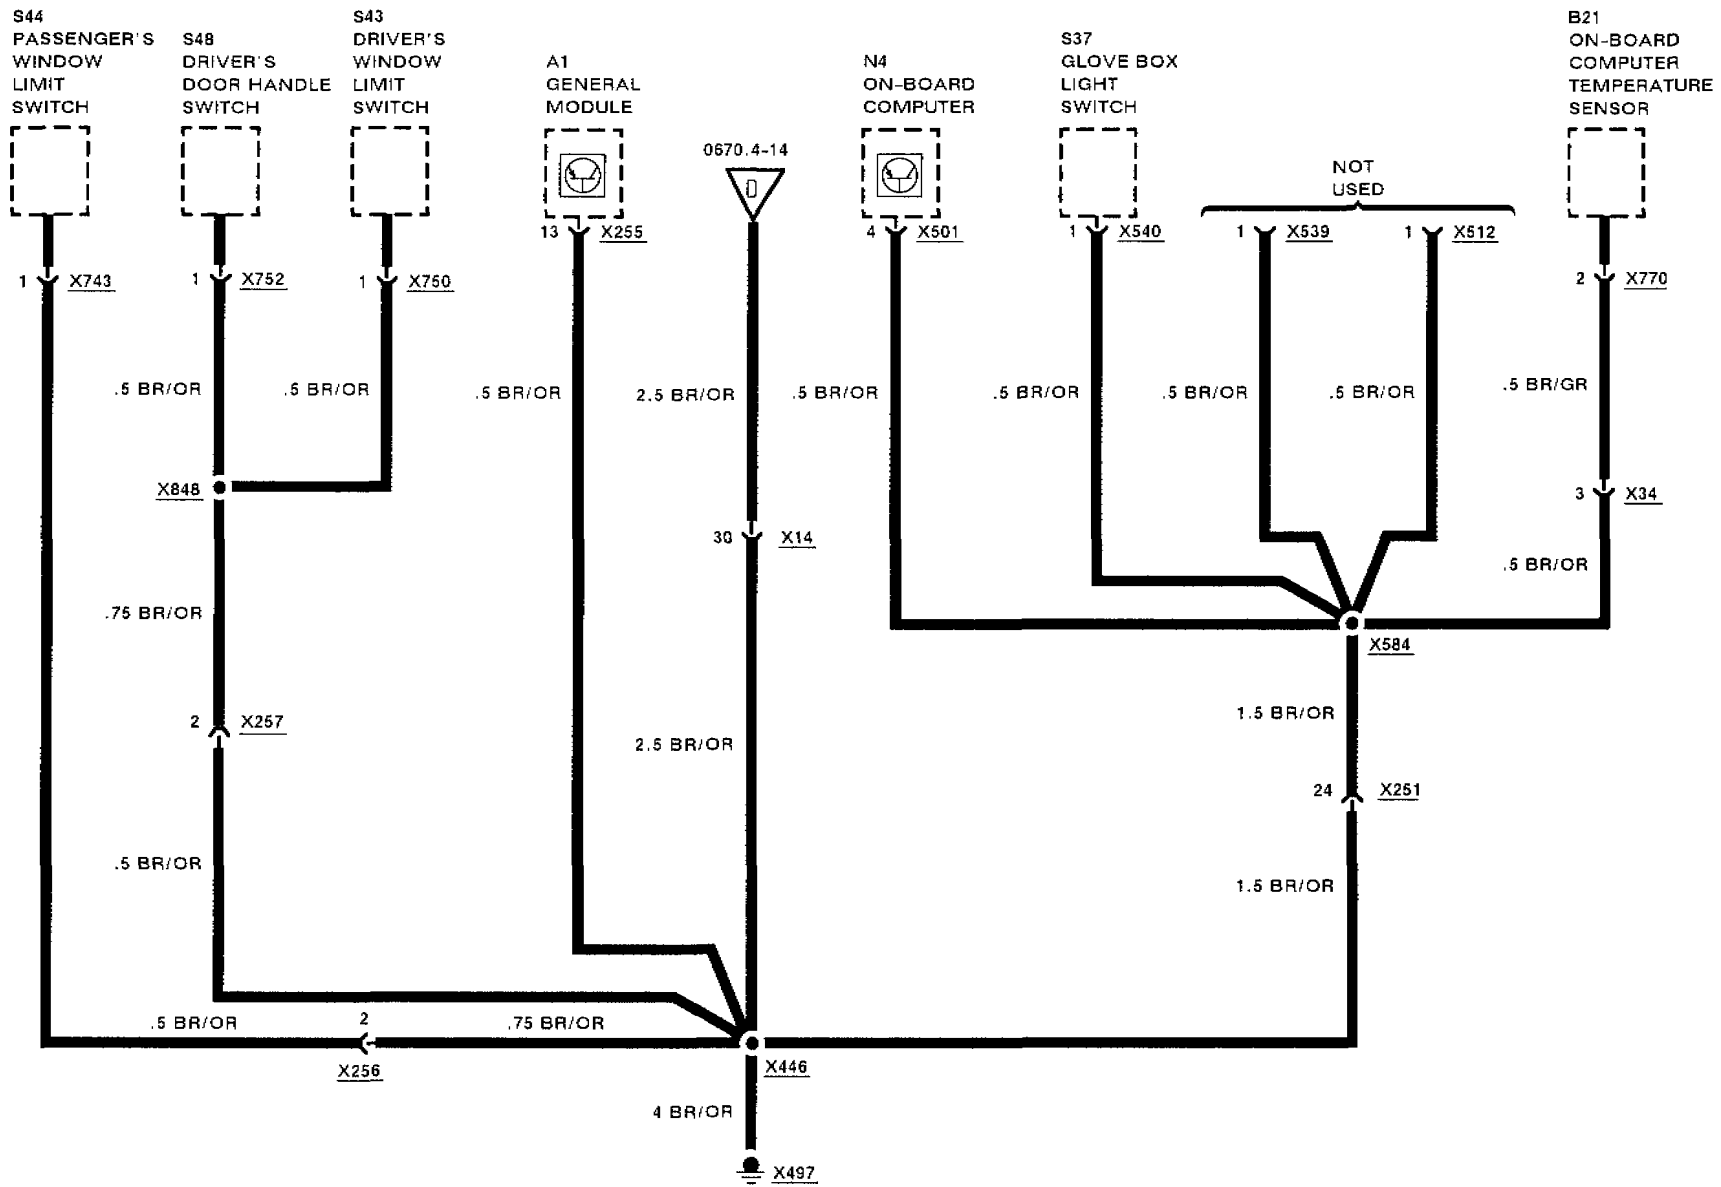 S44
PASSENGER'S
WINDOW
LIMIT
SWITCH
S48
DRIVER'S
DOOR HANDLE
SWITCH
S43
DRIVER'S
WINDOW
LIMIT
SWITCH
A1
GENERAL
MODULE
0670.4-14
N4
ON-BOARD
COMPUTER
S37
GLOVE BOX
LIGHT
SWITCH
NOT
USED
B21
ON-BOARD
COMPUTER
TEMPERATURE
SENSOR
13 X255
4 X501
1 X540
1 X539
1 X512
1 X743
1 X752
1 X750
2 X770
.5 BR/OR
.5 BR/OR
.5 BR/OR
2.5 BR/OR
.5 BR/OR
.5 BR/OR
.5 BR/OR
.5 BR/OR
.5 BR/GR
X848
3 X34
30 X14
.5 BR/OR
.75 BR/OR
X584
2 X257
1.5 BR/OR
2.5 BR/OR
24 X251
.5 BR/OR
1.5 BR/OR
.5 BR/OR
2
.75 BR/OR
X256
X446
4 BR/OR
X497